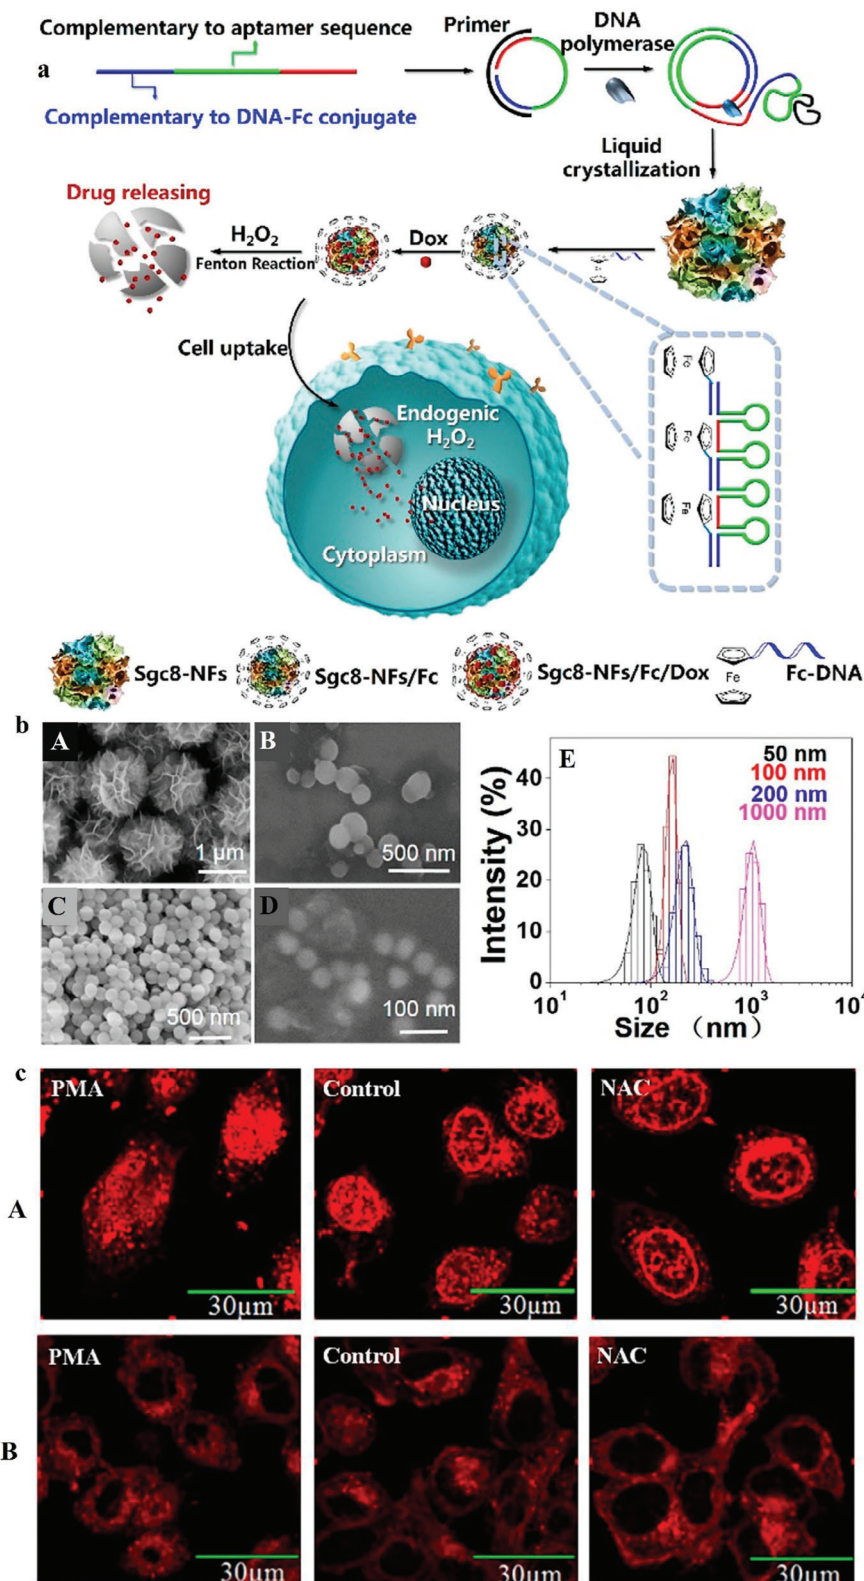 Complementary to aptamer sequence
a
Complementary to DNA-Fc conjugate
Primer
DNA
polymerase
Liquid
crystallization
Drug releasing
H₂O₂
Fenton Reaction
Dox
Fe
Cell uptake
Endogenic
H₂O₂
Nucleus
Cytoplasm
Fe
Fe
Fe
Sgc8-NFs
Sgc8-NFs/Fc
Sgc8-NFs/Fc/Dox
Fe
Fc-DNA
b
A
1 µm
B
500 nm
C
500 nm
D
100 nm
E
50 nm
100 nm
200 nm
1000 nm
Intensity (%)
40
30
20
10
0
10¹
10²
10³
10⁴
Size （nm）
c
A
PMA
30µm
Control
30µm
NAC
30µm
B
PMA
30µm
Control
30µm
NAC
30µm